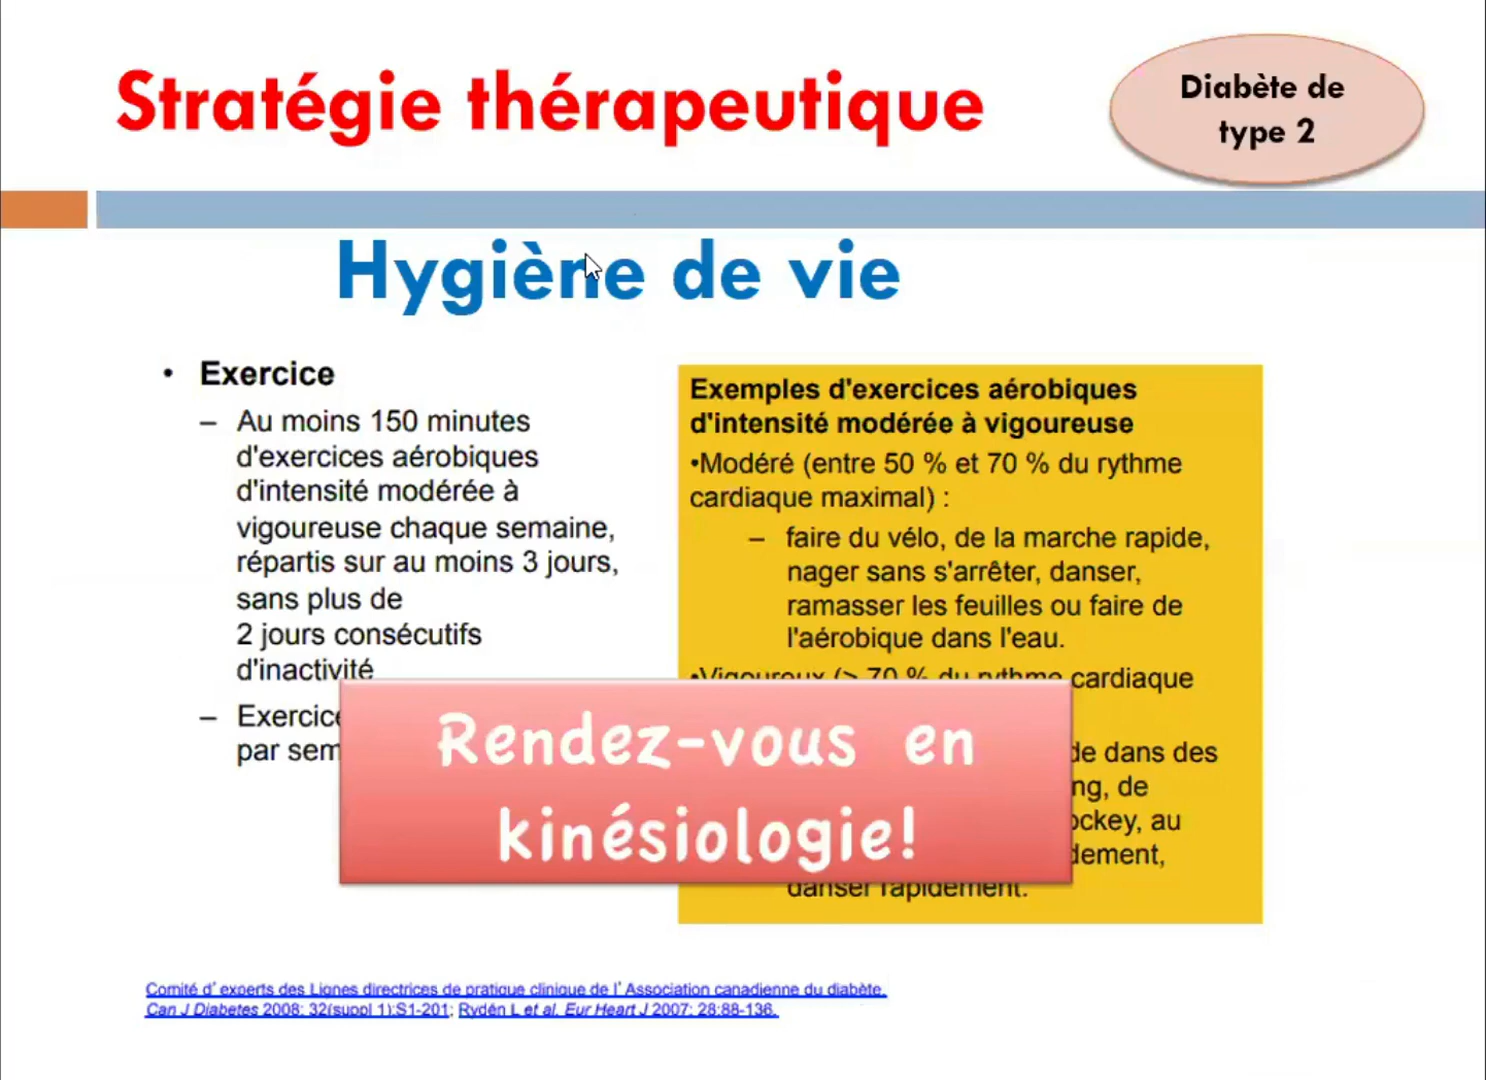 Stratégie thérapeutique
Diabète de
type 2
Hygiène de vie
• Exercice
– Au moins 150 minutes
d'exercices aérobiques
d'intensité modérée à
vigoureuse chaque semaine,
répartis sur au moins 3 jours,
sans plus de
2 jours consécutifs
d'inactivité
– Exercice
par sem
Exemples d'exercices aérobiques
d'intensité modérée à vigoureuse
•Modéré (entre 50 % et 70 % du rythme
cardiaque maximal) :
– faire du vélo, de la marche rapide,
nager sans s'arrêter, danser,
ramasser les feuilles ou faire de
l'aérobique dans l'eau.
•Vigoureux (> 70 % du rythme cardiaque
dans des
de
au
danser rapidement.
Rendez-vous en
kinésiologie!
Comité d'experts des Lignes directrices de pratique clinique de l'Association canadienne du diabète.
Can J Diabetes 2008; 32(suppl 1):S1-201; Rydén L et al. Eur Heart J 2007; 28:88-136.